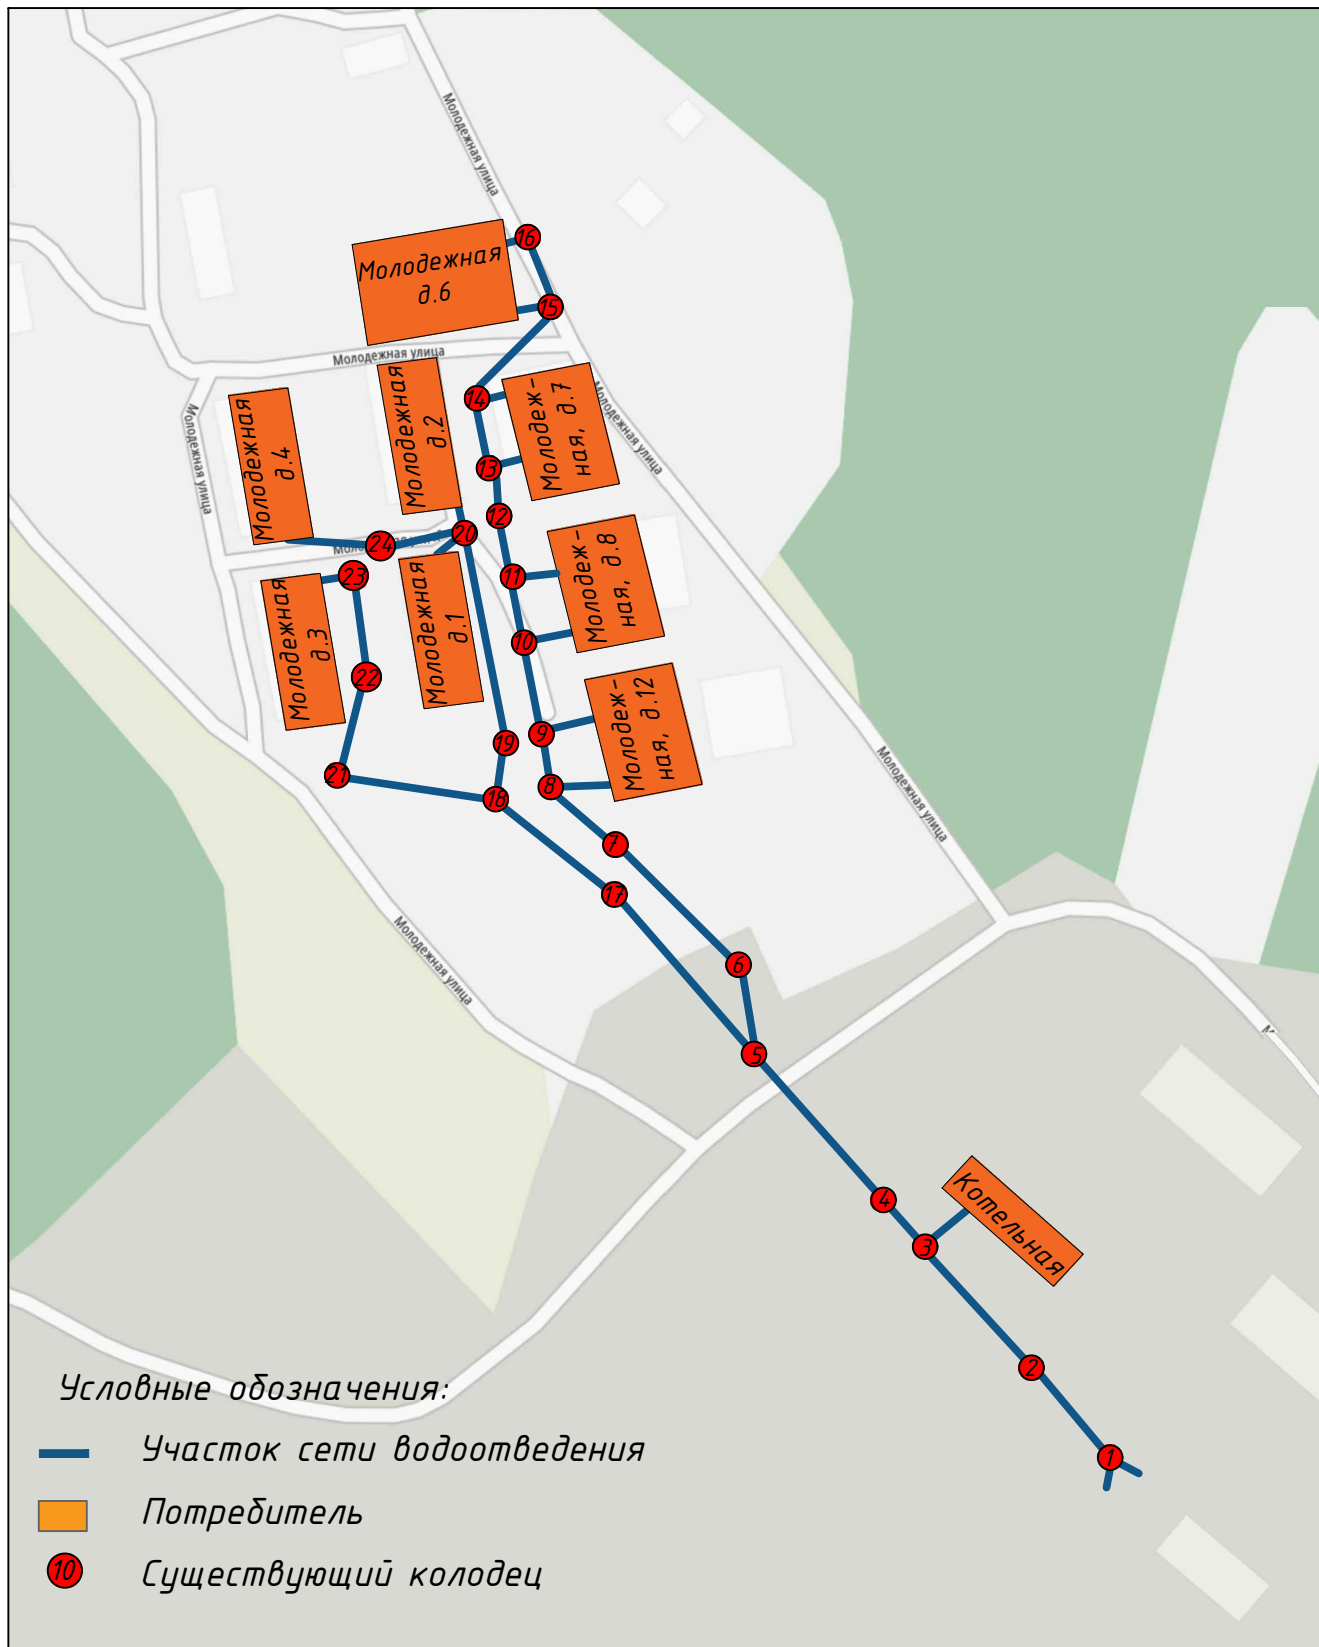 Молодежная улица
16
Молодежная
д.6
15
Молодежная улица
Молодежная
д.2
14
Молодеж-
ная, д.7
Молодежная улица
Молодежная
д.4
Молодежная улица
13
12
20
24
Молодеж-
ная, д.8
11
23
Молодежная
д.3
Молодежная
д.1
10
22
Молодеж-
ная, д.12
9
19
21
8
18
Молодежная улица
7
17
Молодежная улица
6
5
4
Котельная
3
2
1
Условные обозначения:
Участок сети водоотведения
Потребитель
10
Существующий колодец